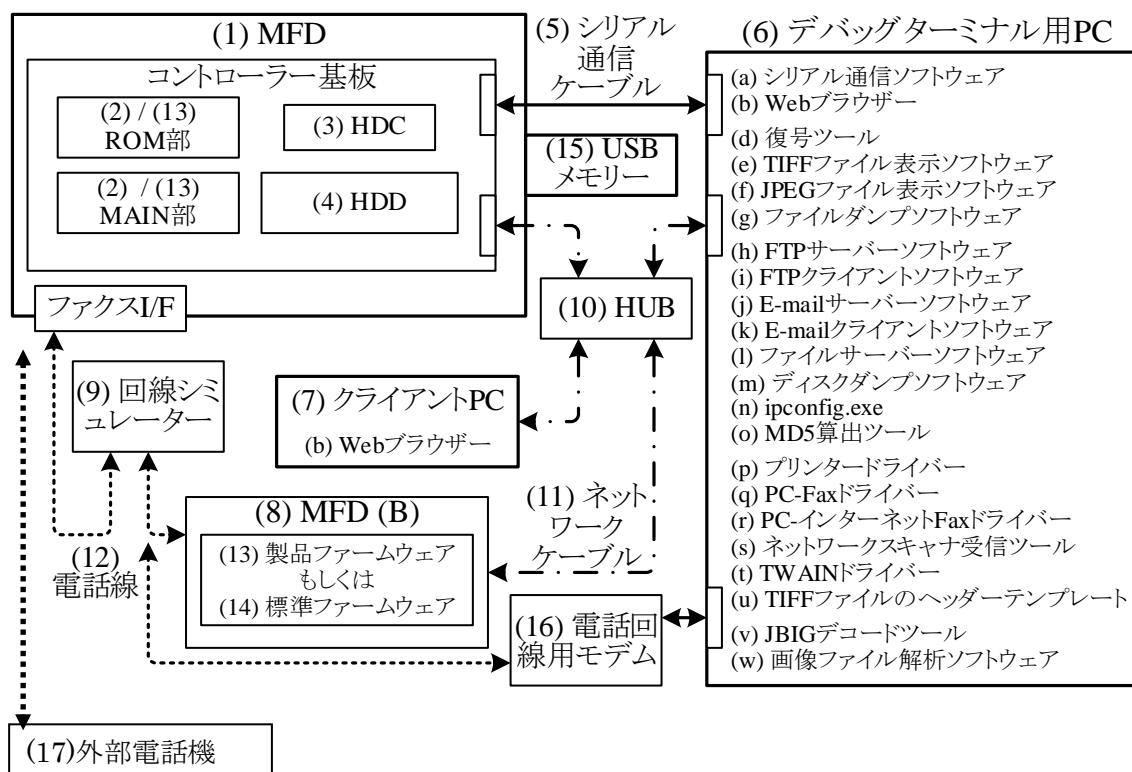 (1) MFD
コントローラー基板
(2) / (13)
ROM部
(3) HDC
(2) / (13)
MAIN部
(4) HDD
ファクスI/F
(5) シリアル
通信
ケーブル
(15) USB
メモリー
(10) HUB
(6) デバッグターミナル用PC
(a) シリアル通信ソフトウェア
(b) Webブラウザー
(d) 復号ツール
(e) TIFFファイル表示ソフトウェア
(f) JPEGファイル表示ソフトウェア
(g) ファイルダンプソフトウェア
(h) FTPサーバーソフトウェア
(i) FTPクライアントソフトウェア
(j) E-mailサーバーソフトウェア
(k) E-mailクライアントソフトウェア
(l) ファイルサーバーソフトウェア
(m) ディスクダンプソフトウェア
(n) ipconfig.exe
(o) MD5算出ツール
(p) プリンタードライバー
(q) PC-Faxドライバー
(r) PC-インターネットFaxドライバー
(s) ネットワークスキャナ受信ツール
(t) TWAINドライバー
(u) TIFFファイルのヘッダーテンプレート
(v) JBIGデコードツール
(w) 画像ファイル解析ソフトウェア
(9) 回線シミ
ュレーター
(7) クライアントPC
(b) Webブラウザー
(12)
電話線
(8) MFD (B)
(13) 製品ファームウェア
もしくは
(14) 標準ファームウェア
(11) ネット
ワーク
ケーブル
(16) 電話回
線用モデム
(17)外部電話機